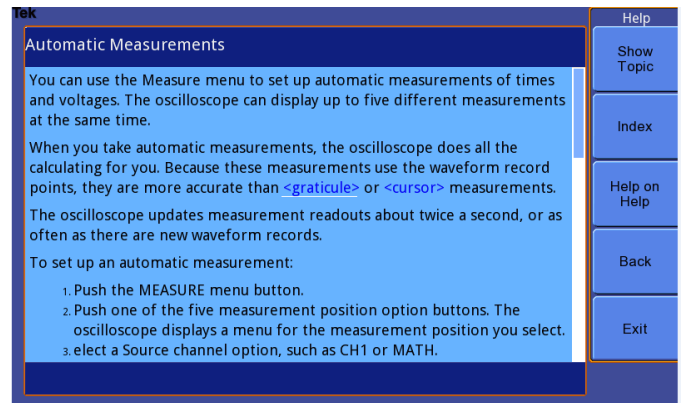 Tek
Help
Automatic Measurements
You can use the Measure menu to set up automatic measurements of times
and voltages. The oscilloscope can display up to five different measurements
at the same time.
When you take automatic measurements, the oscilloscope does all the
calculating for you. Because these measurements use the waveform record
points, they are more accurate than <graticule> or <cursor> measurements.
The oscilloscope updates measurement readouts about twice a second, or as
often as there are new waveform records.
To set up an automatic measurement:
1. Push the MEASURE menu button.
2. Push one of the five measurement position option buttons. The
oscilloscope displays a menu for the measurement position you select.
3. elect a Source channel option, such as CH1 or MATH.
Show
Topic
Index
Help on
Help
Back
Exit